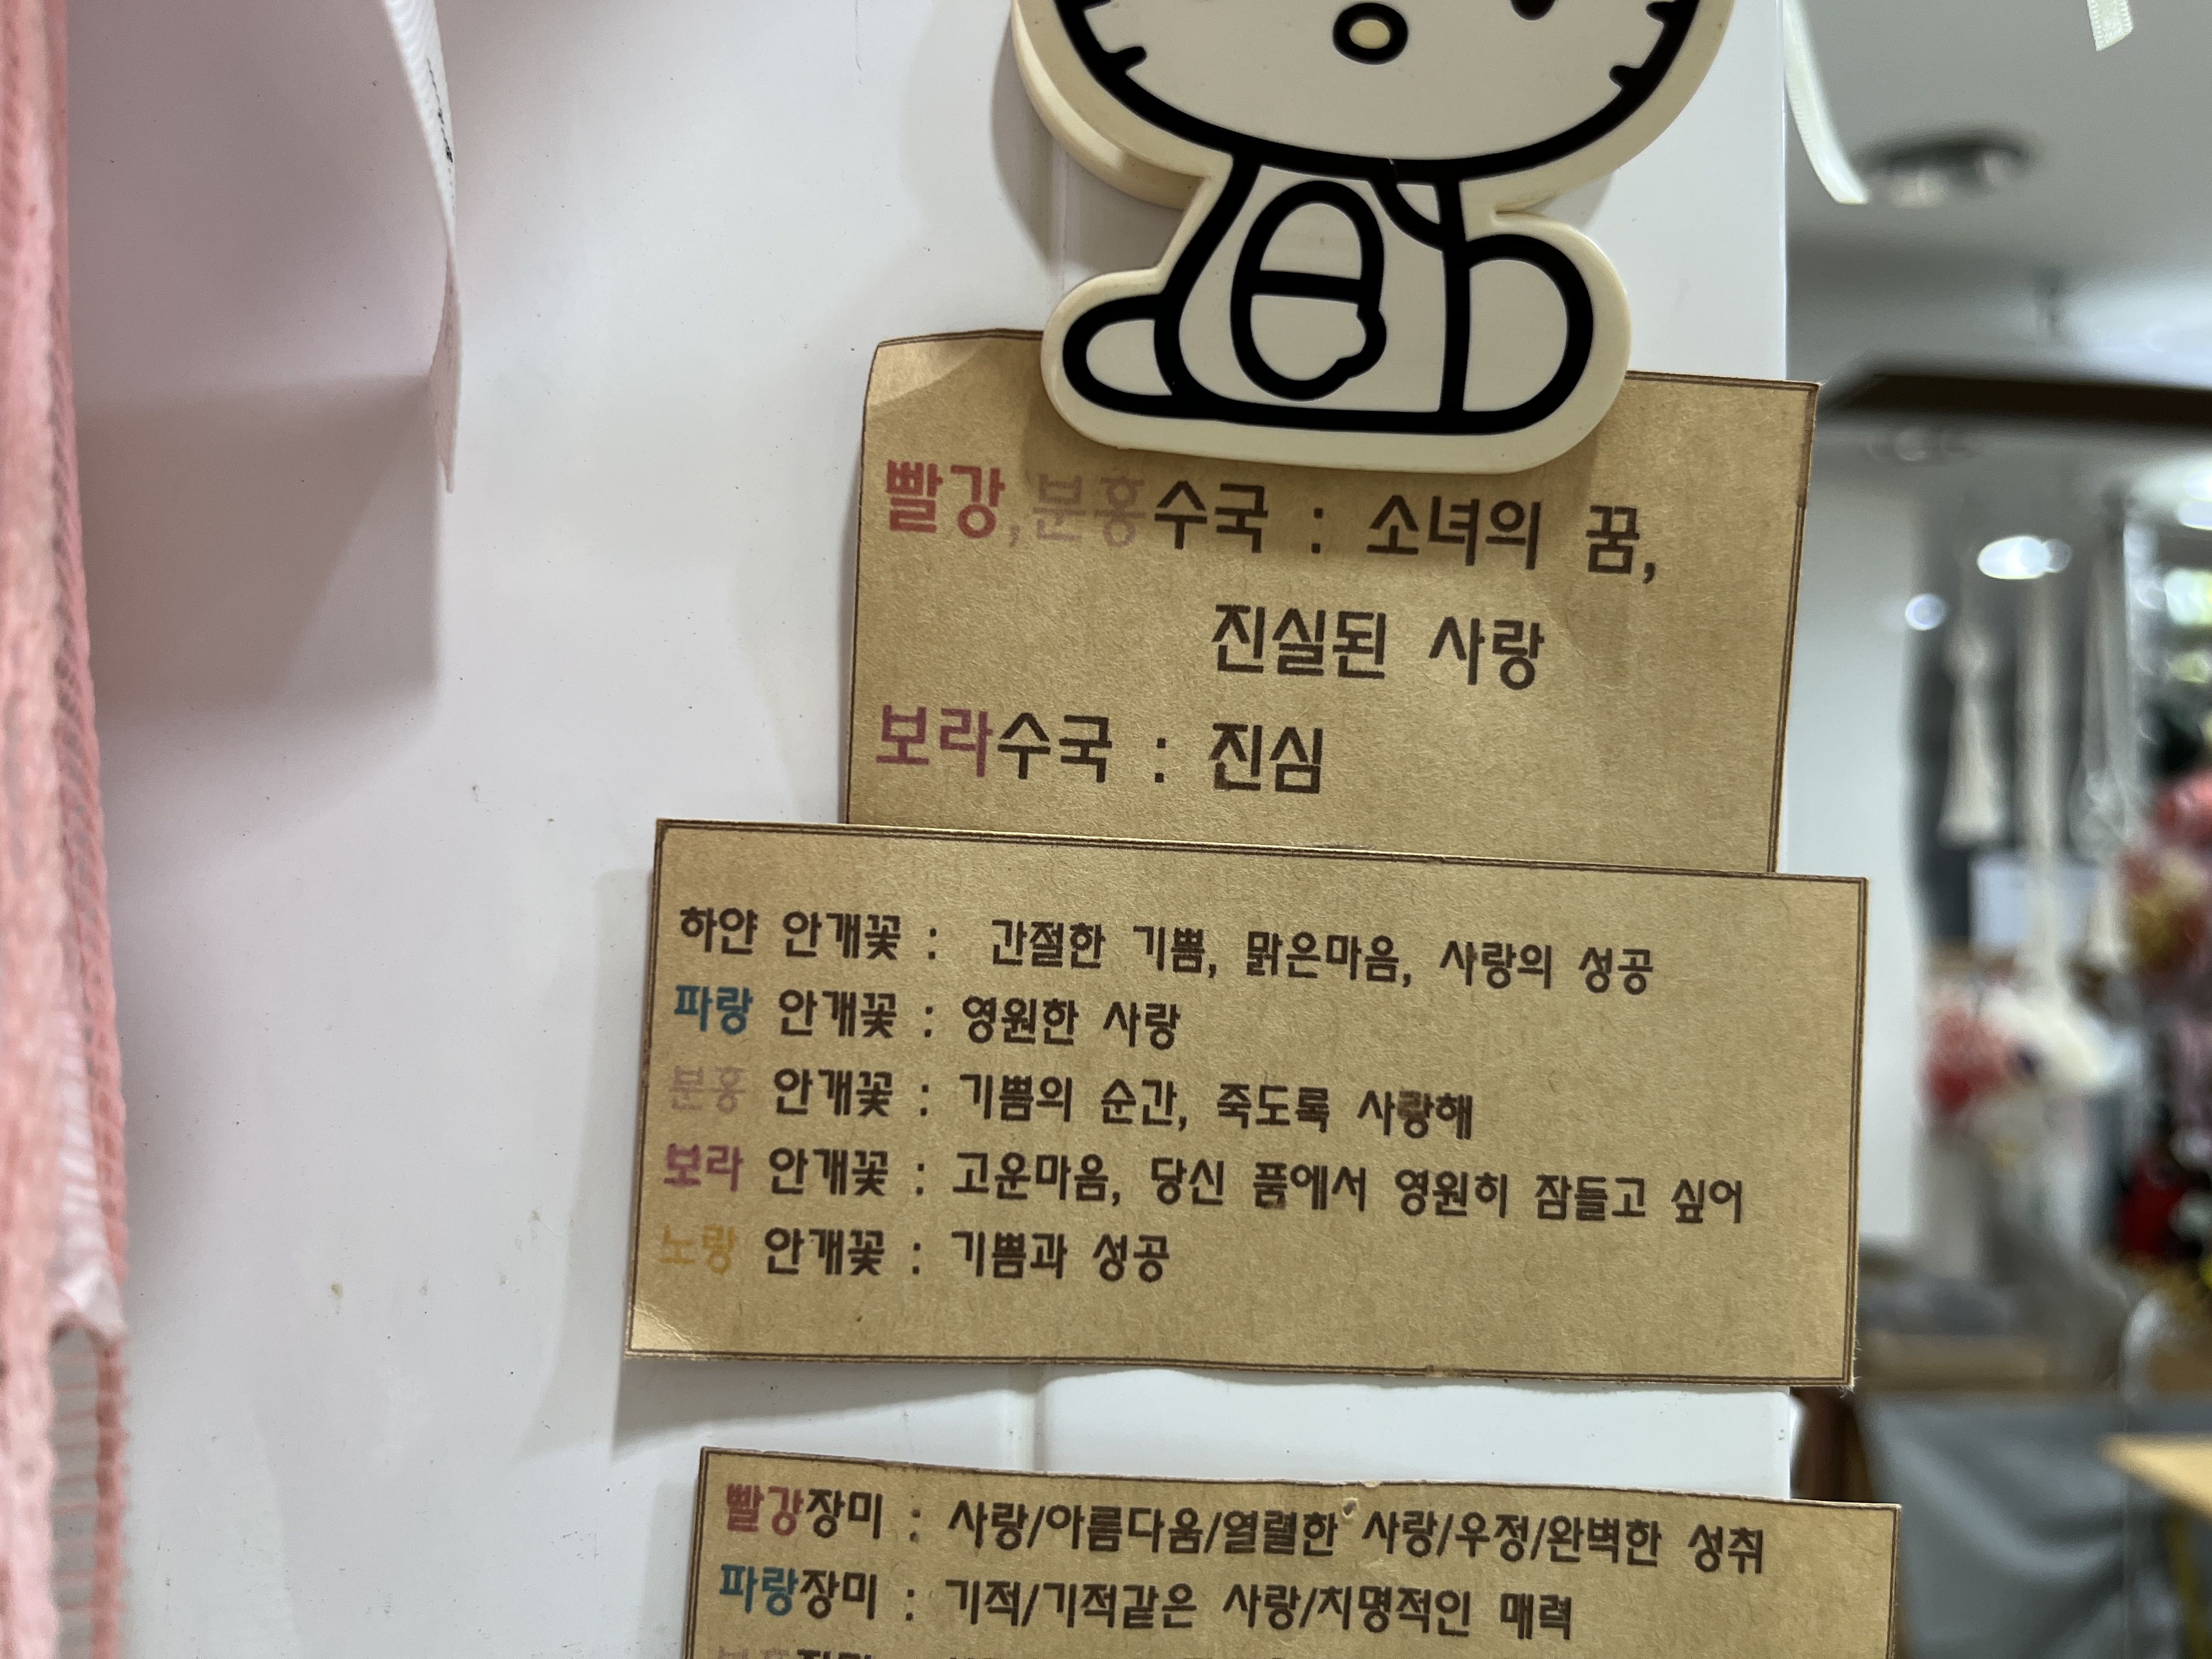 빨강,분홍수국 : 소녀의 꿈,
진실된 사랑
보라수국 : 진심
하얀 안개꽃 : 간절한 기쁨, 맑은마음, 사랑의 성공
파랑 안개꽃 : 영원한 사랑
분홍 안개꽃 : 기쁨의 순간, 죽도록 사랑해
보라 안개꽃 : 고운마음, 당신 품에서 영원히 잠들고 싶어
노랑 안개꽃 : 기쁨과 성공
빨강장미 : 사랑/아름다움/열렬한 사랑/우정/완벽한 성취
파랑장미 : 기적/기적같은 사랑/치명적인 매력